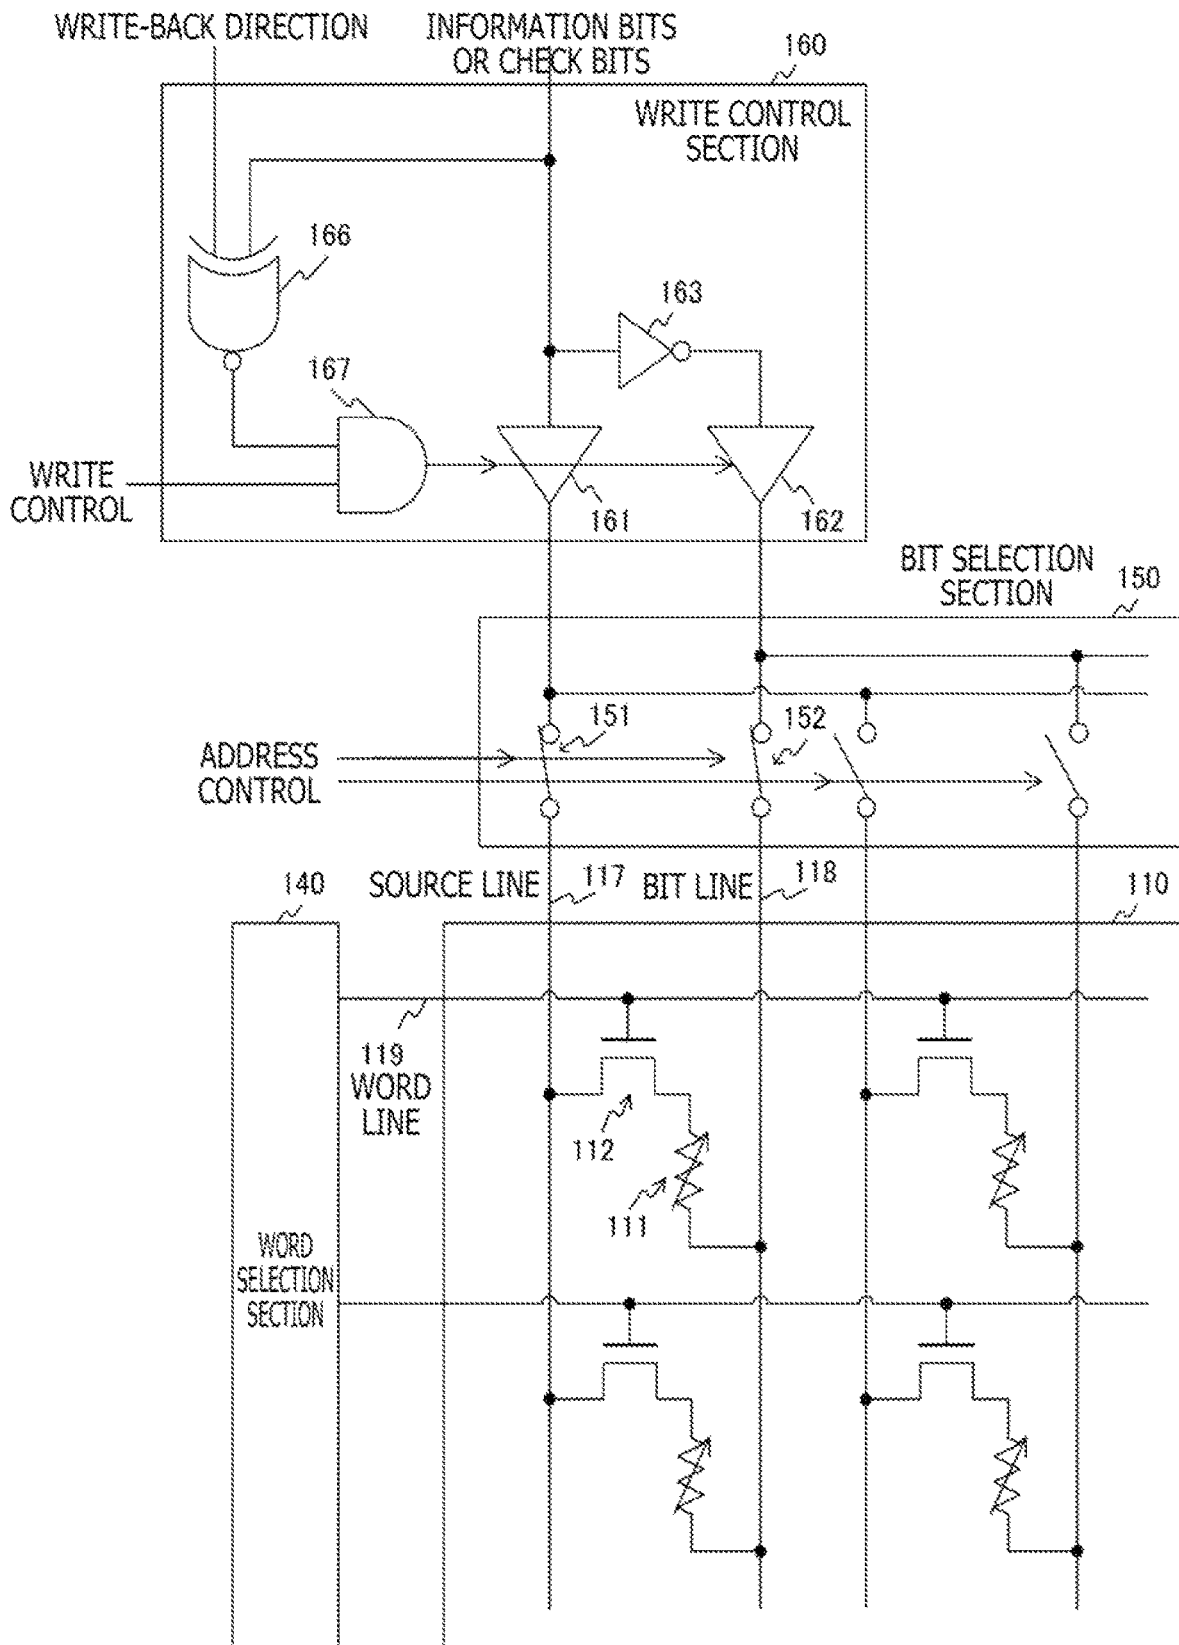 WRITE-BACK DIRECTION
INFORMATION BITS
OR CHECK BITS
160
WRITE CONTROL
SECTION
166
163
167
WRITE
CONTROL
161
162
BIT SELECTION
SECTION
150
151
152
ADDRESS
CONTROL
140
SOURCE LINE
117
BIT LINE
118
110
119
WORD
LINE
112
111
WORD
SELECTION
SECTION